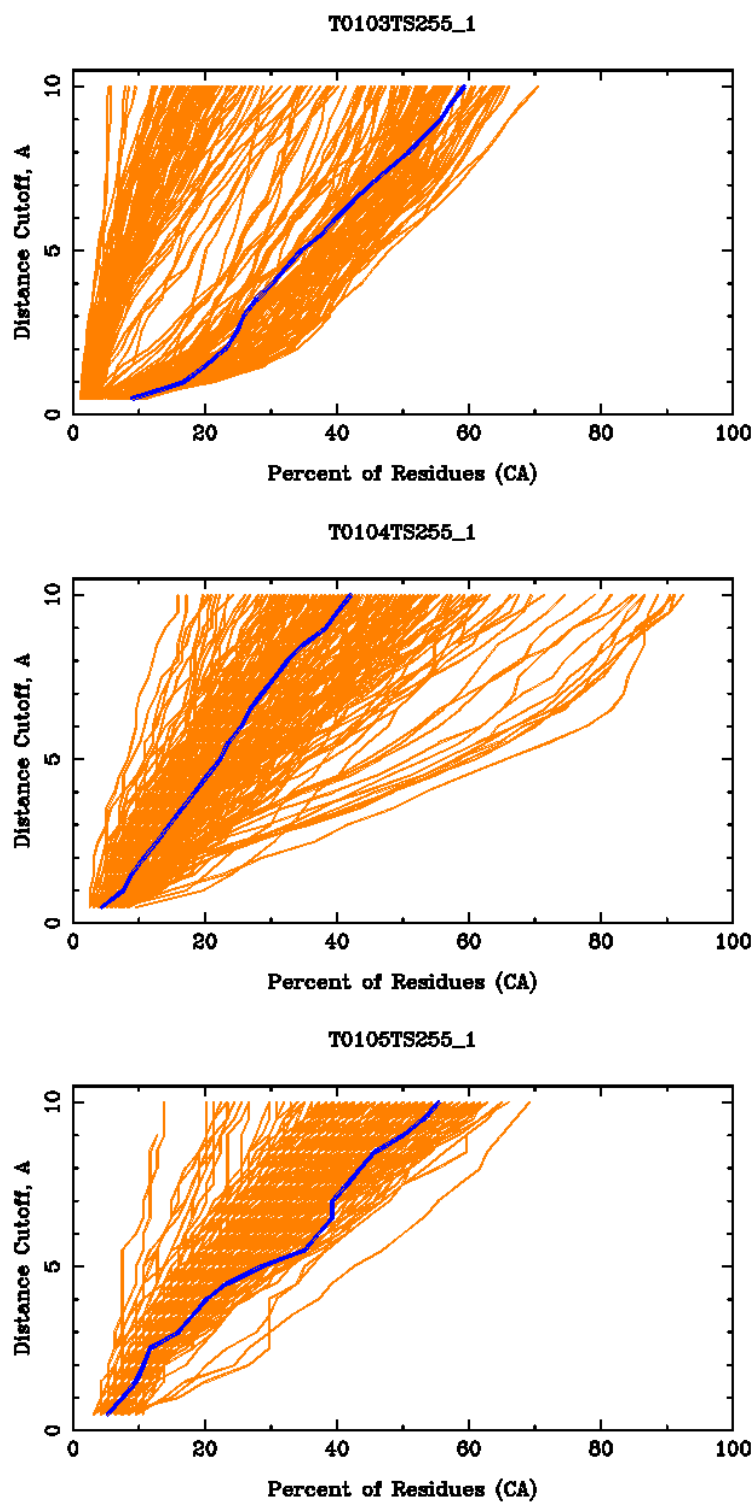 T0103TS255_1
10
5
0
Distance Cutoff, A
0 20 40 60 80 100
Percent of Residues (CA)
T0104TS255_1
10
5
0
Distance Cutoff, A
0 20 40 60 80 100
Percent of Residues (CA)
T0105TS255_1
10
5
0
Distance Cutoff, A
0 20 40 60 80 100
Percent of Residues (CA)